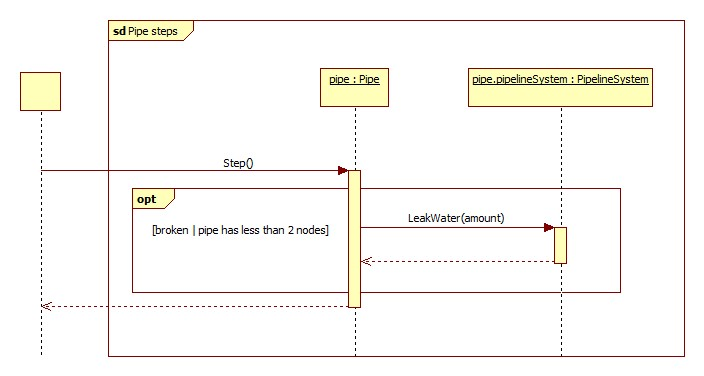 sd Pipe steps
pipe : Pipe
pipe.pipelineSystem : PipelineSystem
Step()
opt
LeakWater(amount)
[broken | pipe has less than 2 nodes]